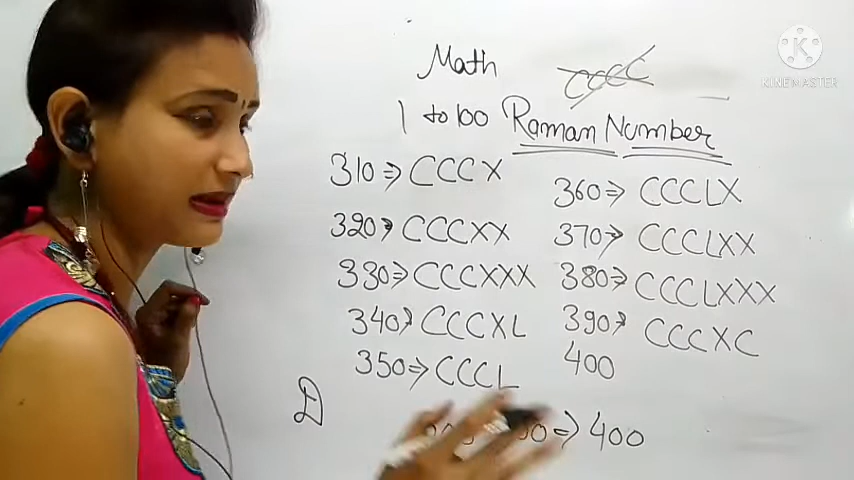 Math
CCCC
1 to 100 Raman Number
310 ⇒ CCCX
320 ⇒ CCCXX
330 ⇒ CCCXXX
340 ⇒ CCCXL
350 ⇒ CCCL
360 ⇒ CCCLX
370 ⇒ CCCLXX
380 ⇒ CCCLXXX
390 ⇒ CCCXC
400
D
⇒ 400
KINEMASTER